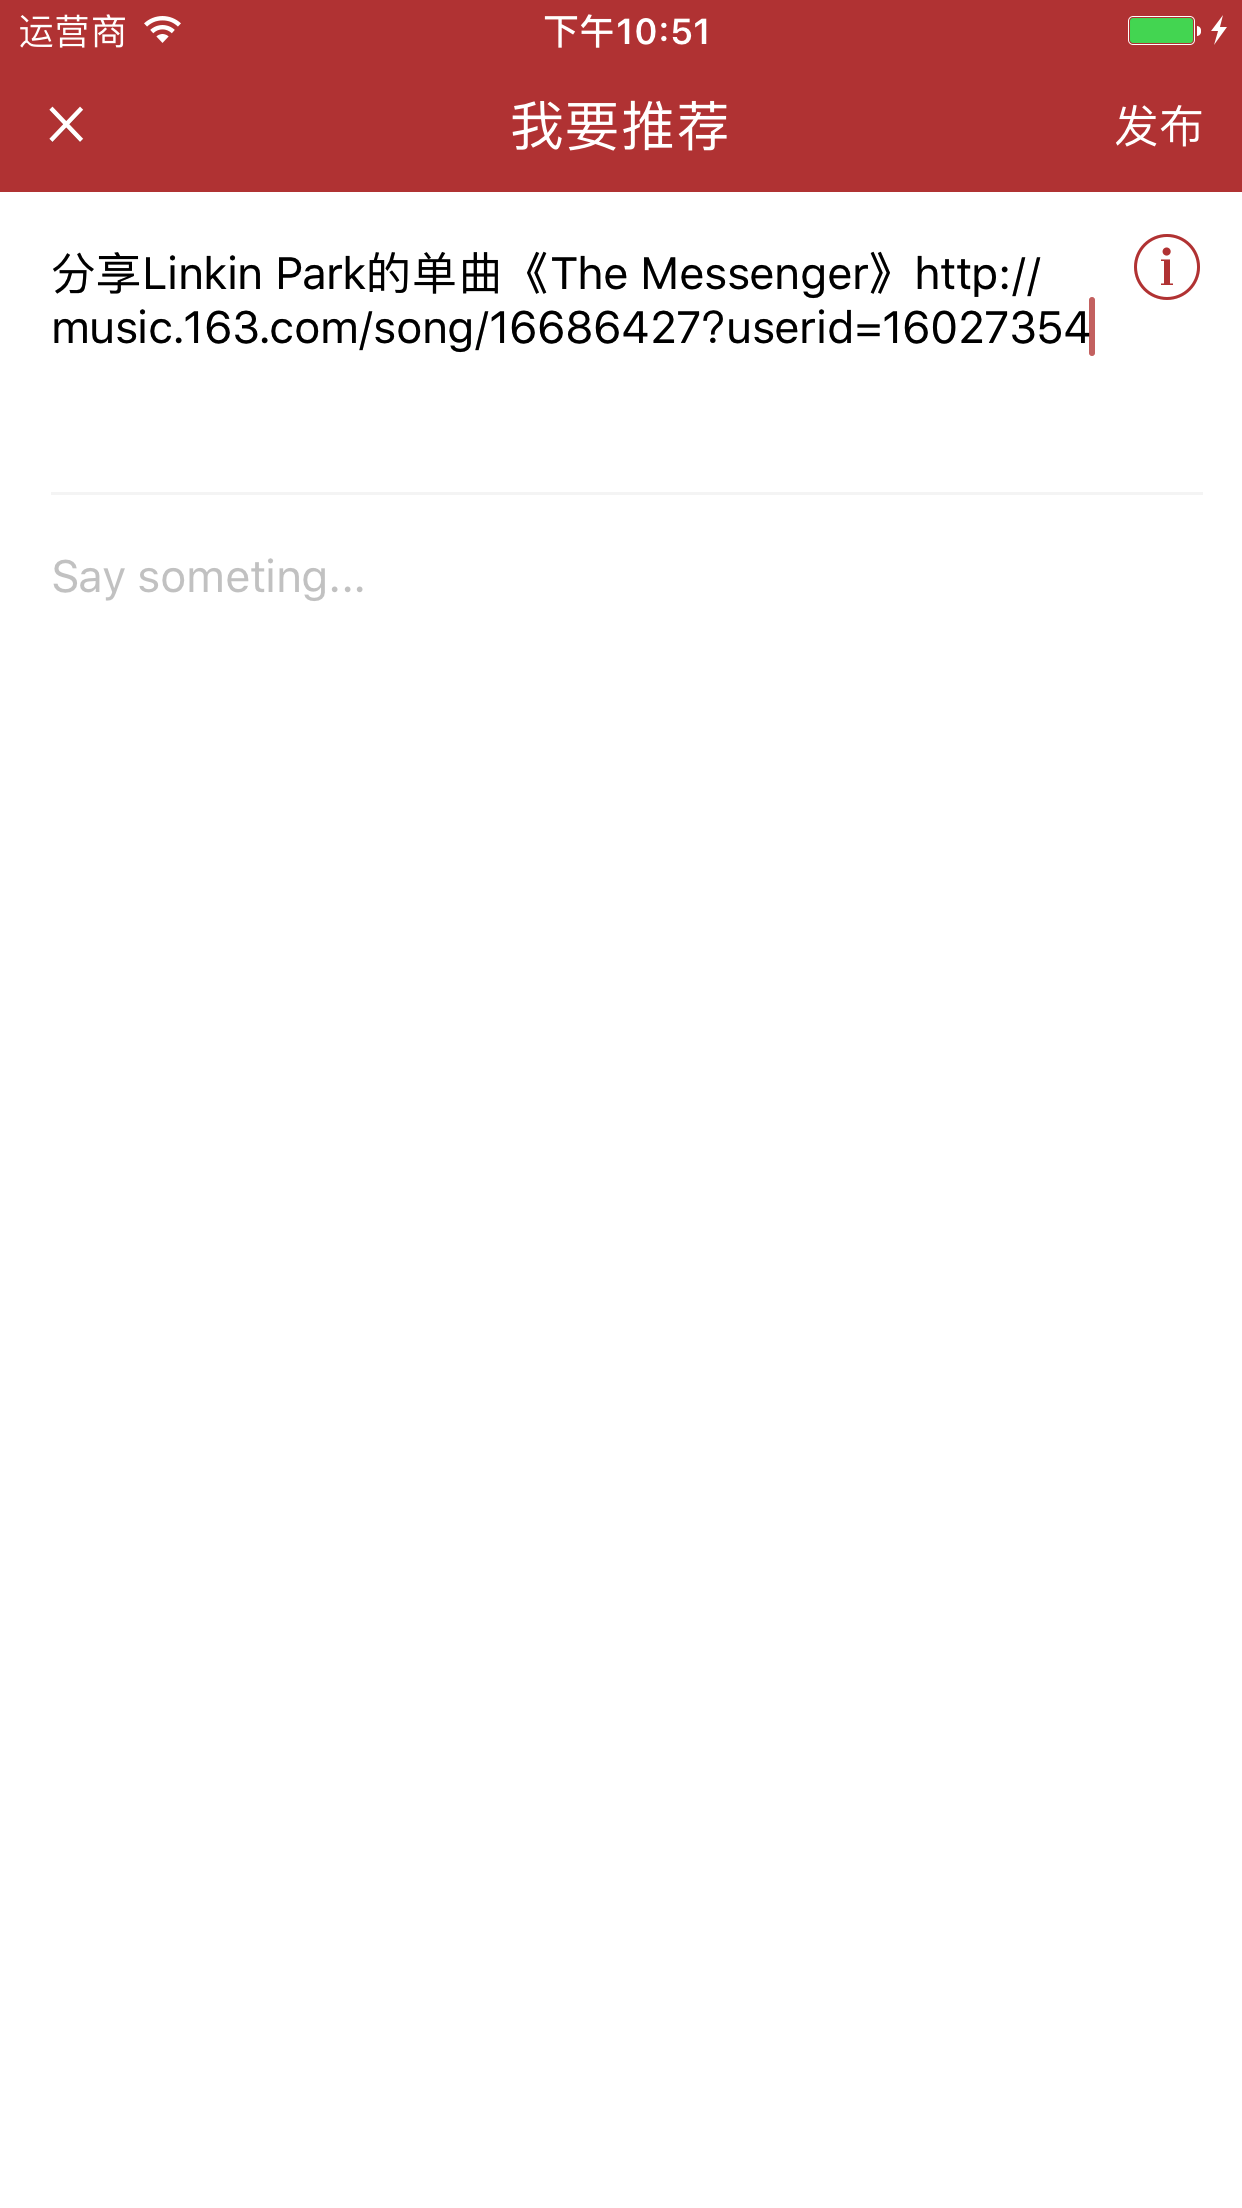 运营商 下午10:51
我要推荐 发布
分享Linkin Park的单曲《The Messenger》http://
music.163.com/song/16686427?userid=16027354
i
Say someting...